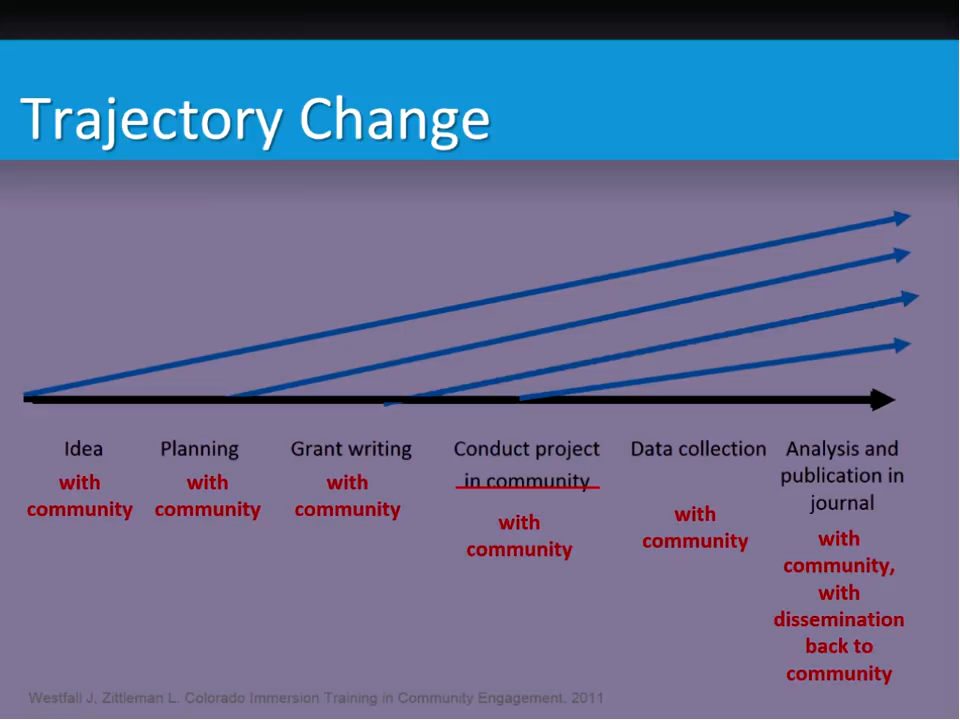 Trajectory Change
Idea
with
community
Planning
with
community
Grant writing
with
community
Conduct project
in community
with
community
Data collection
with
community
Analysis and
publication in
journal
with
community,
with
dissemination
back to
community
Westfall J, Zittleman L. Colorado Immersion Training in Community Engagement. 2011